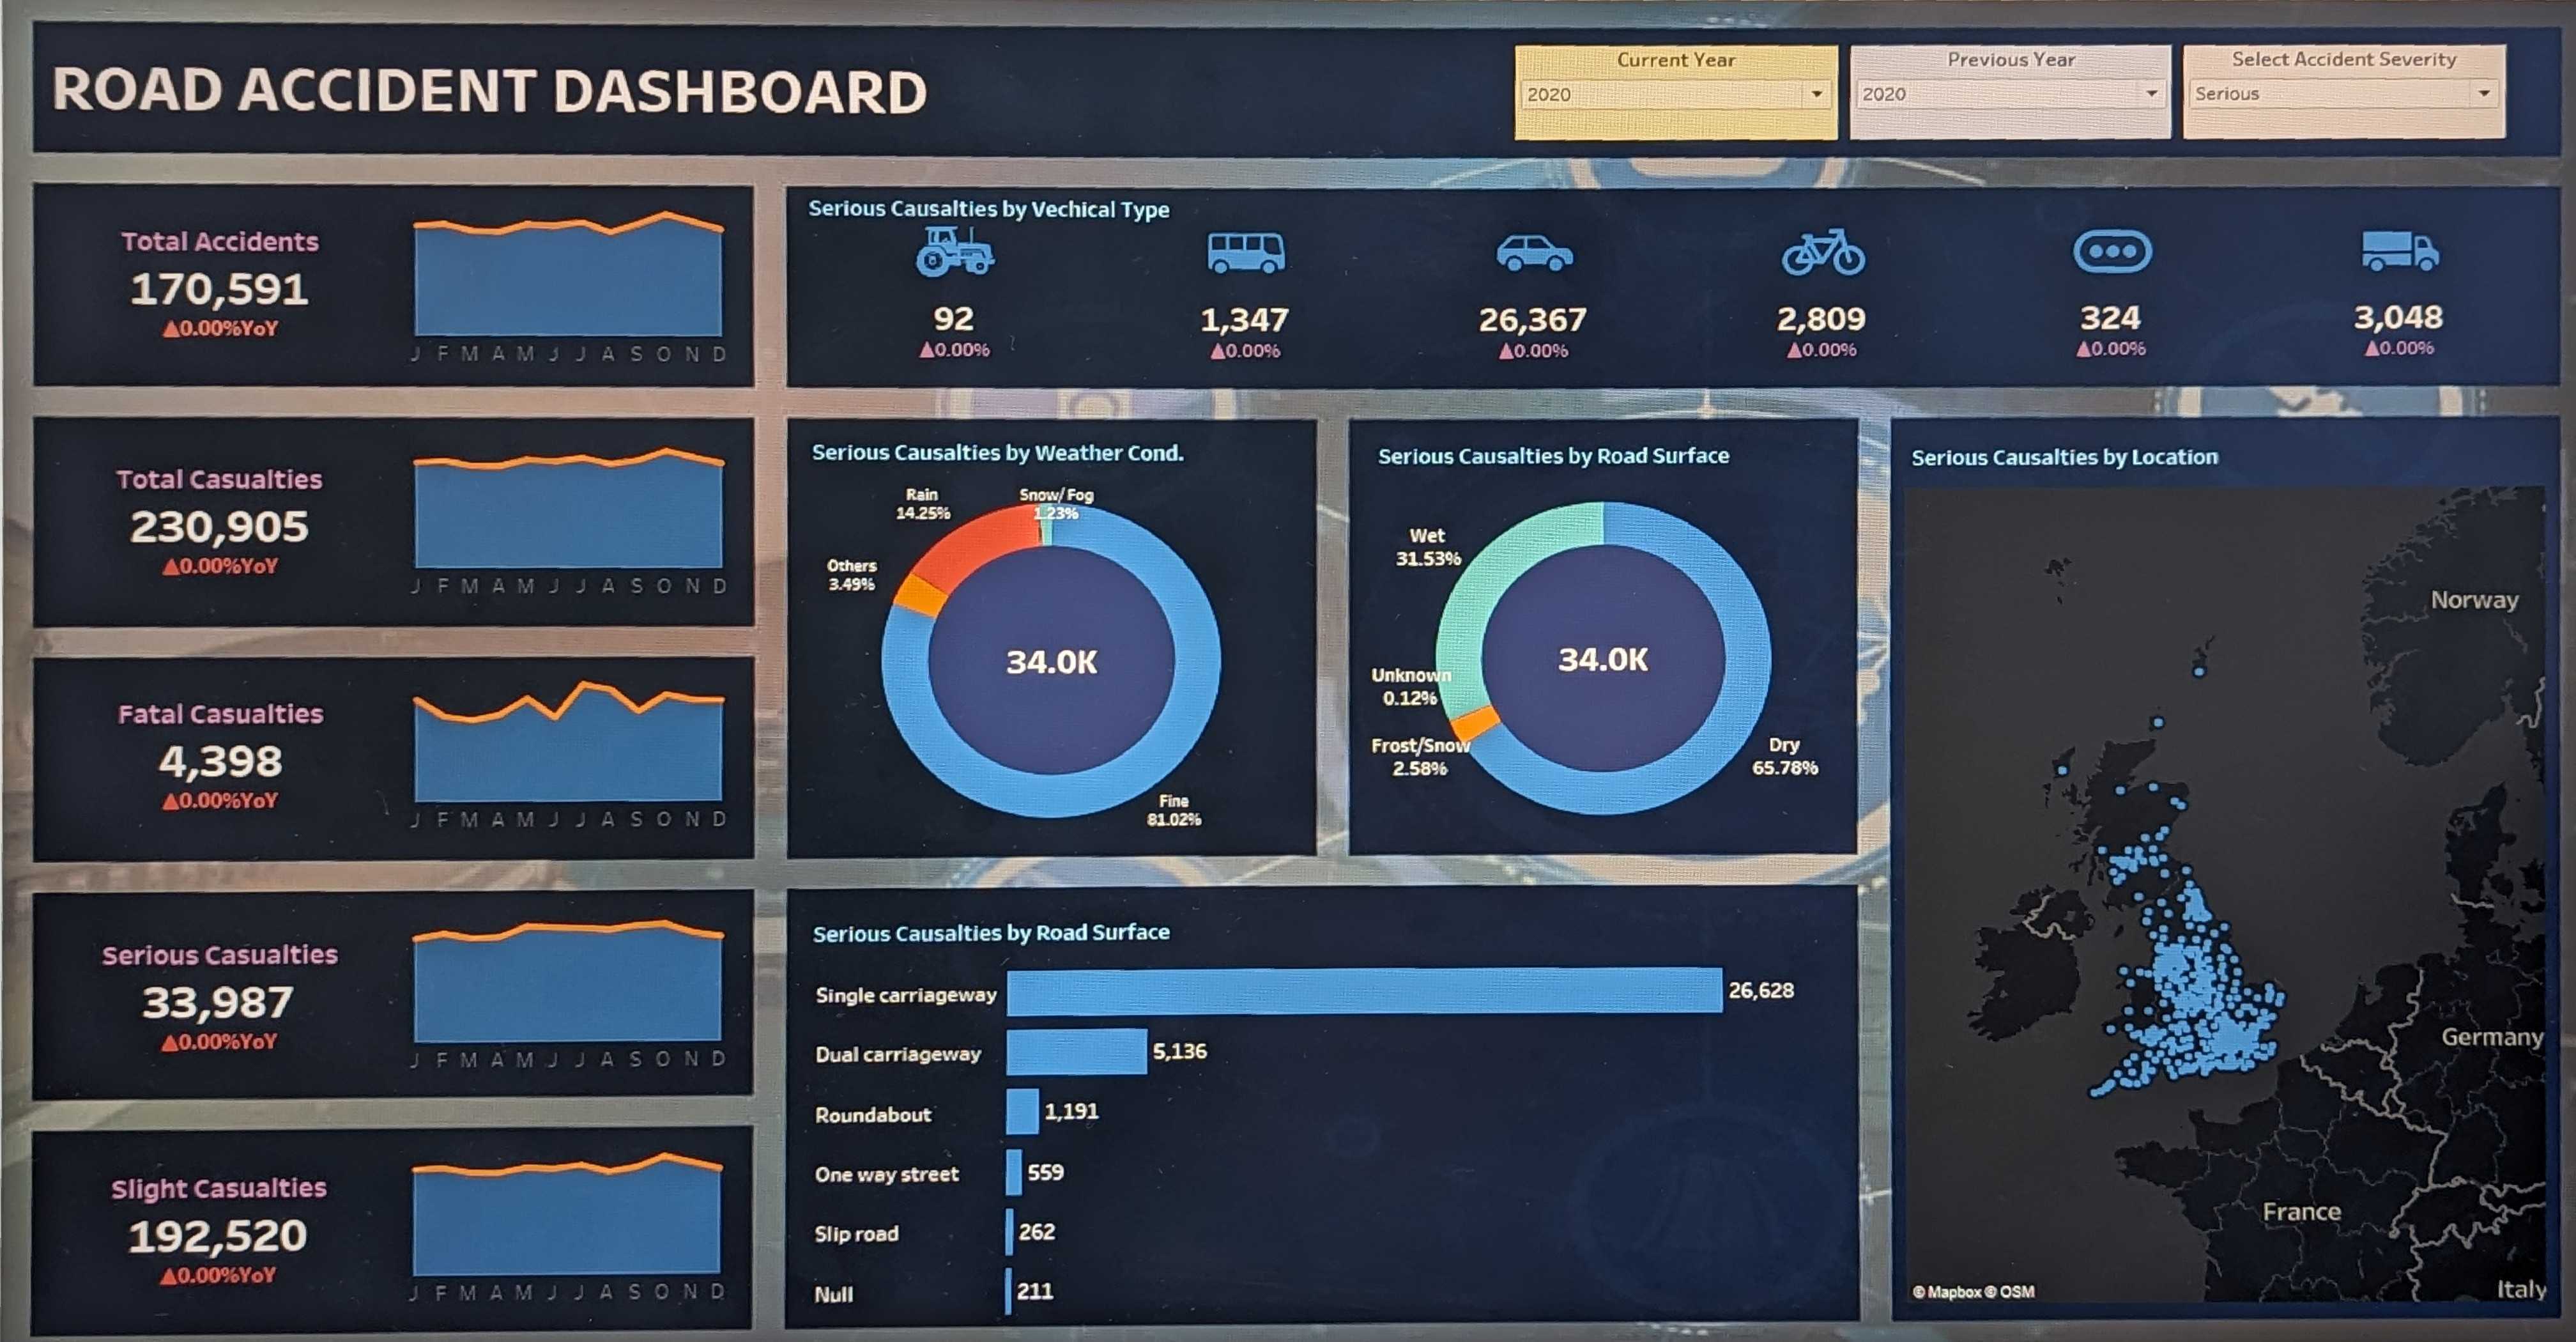 ROAD ACCIDENT DASHBOARD
Current Year
2020
Previous Year
2020
Select Accident Severity
Serious
Total Accidents
170,591
▲0.00%YoY
J F M A M J J A S O N D
Total Casualties
230,905
▲0.00%YoY
J F M A M J J A S O N D
Fatal Casualties
4,398
▲0.00%YoY
J F M A M J J A S O N D
Serious Casualties
33,987
▲0.00%YoY
J F M A M J J A S O N D
Slight Casualties
192,520
▲0.00%YoY
J F M A M J J A S O N D
Serious Causalties by Vechical Type
92
▲0.00%
1,347
▲0.00%
26,367
▲0.00%
2,809
▲0.00%
324
▲0.00%
3,048
▲0.00%
Serious Causalties by Weather Cond.
Rain
14.25%
Snow/Fog
1.23%
Others
3.49%
34.0K
Fine
81.02%
Serious Causalties by Road Surface
Wet
31.53%
Unknown
0.12%
Frost/Snow
2.58%
34.0K
Dry
65.78%
Serious Causalties by Road Surface
Single carriageway 26,628
Dual carriageway 5,136
Roundabout 1,191
One way street 559
Slip road 262
Null 211
Serious Causalties by Location
Norway
Germany
France
Italy
© Mapbox © OSM